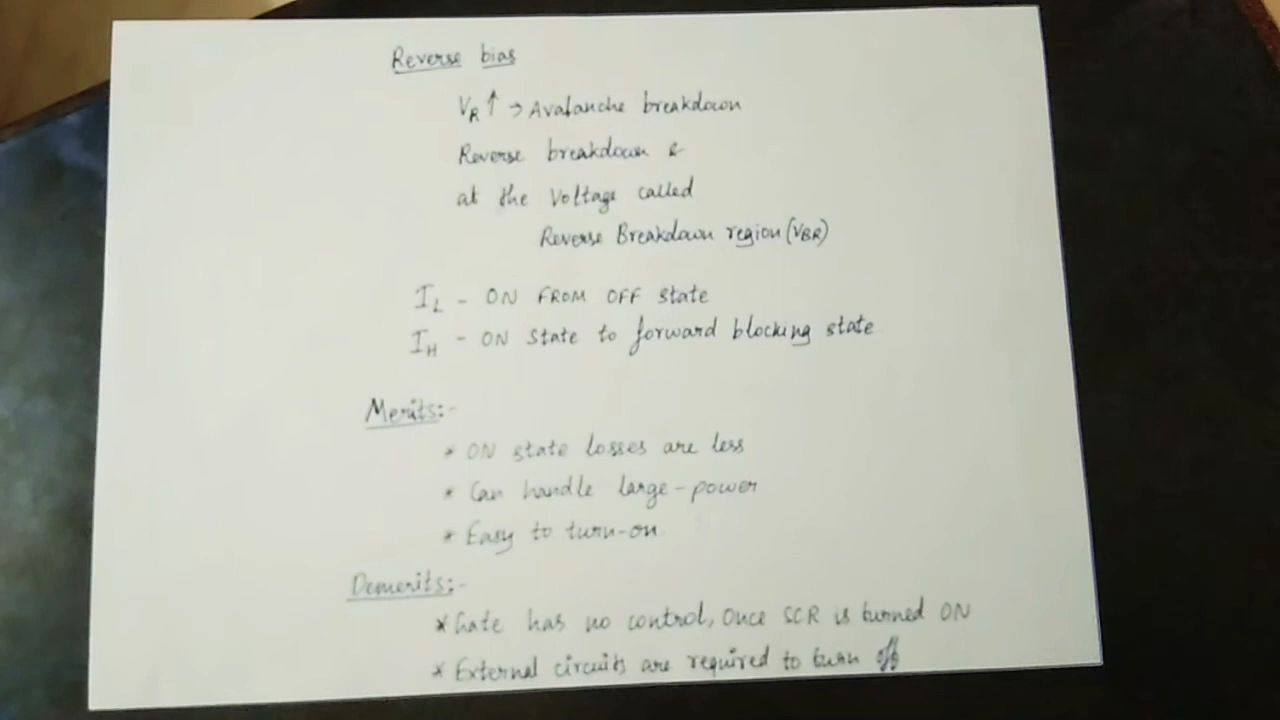 Reverse bias
VR↑ → Avalanche breakdown
Reverse breakdown &
at the Voltage called
Reverse Breakdown region (VBR)
IL - ON FROM OFF state
IH - ON State to forward blocking state
Merits:-
* ON state losses are less
* Can handle large-power
* Easy to turn-on
Demerits:-
* Gate has no control, Once SCR is turned ON
* External circuits are required to turn off